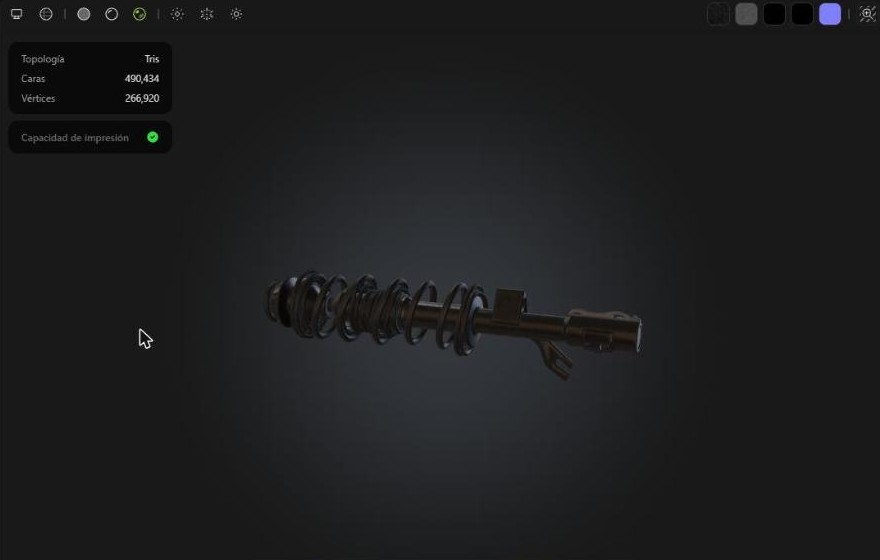 Topología Tris
Caras 490,434
Vértices 266,920
Capacidad de impresión